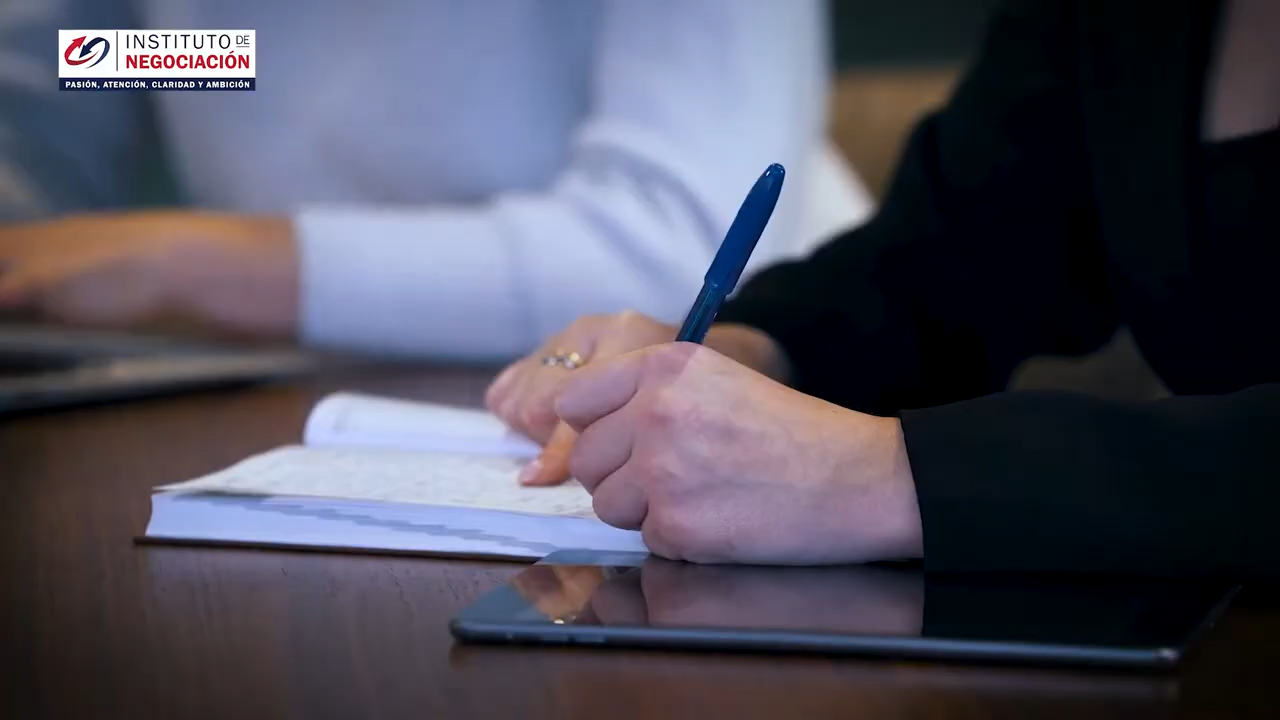 INSTITUTO DE
NEGOCIACIÓN
PASIÓN, ATENCIÓN, CLARIDAD Y AMBICIÓN